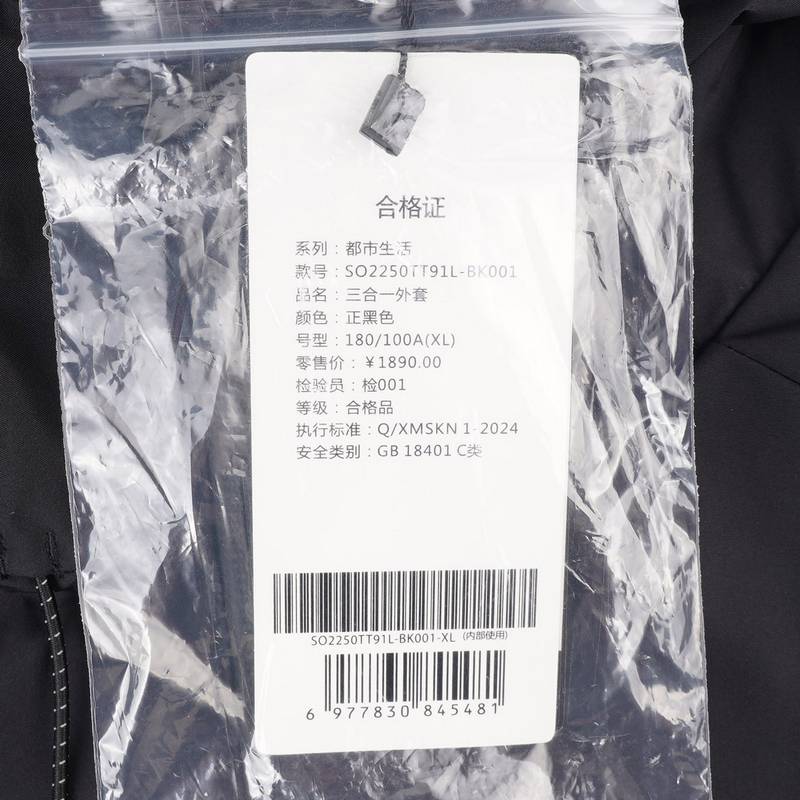 合格证
系列：都市生活
款号：SO2250TT91L-BK001
品名：三合一外套
颜色：正黑色
号型：180/100A(XL)
零售价：￥1890.00
检验员：检001
等级：合格品
执行标准：Q/XMSKN 1-2024
安全类别：GB 18401 C类
SO2250TT91L-BK001-XL (内部使用)
6 977830 845481